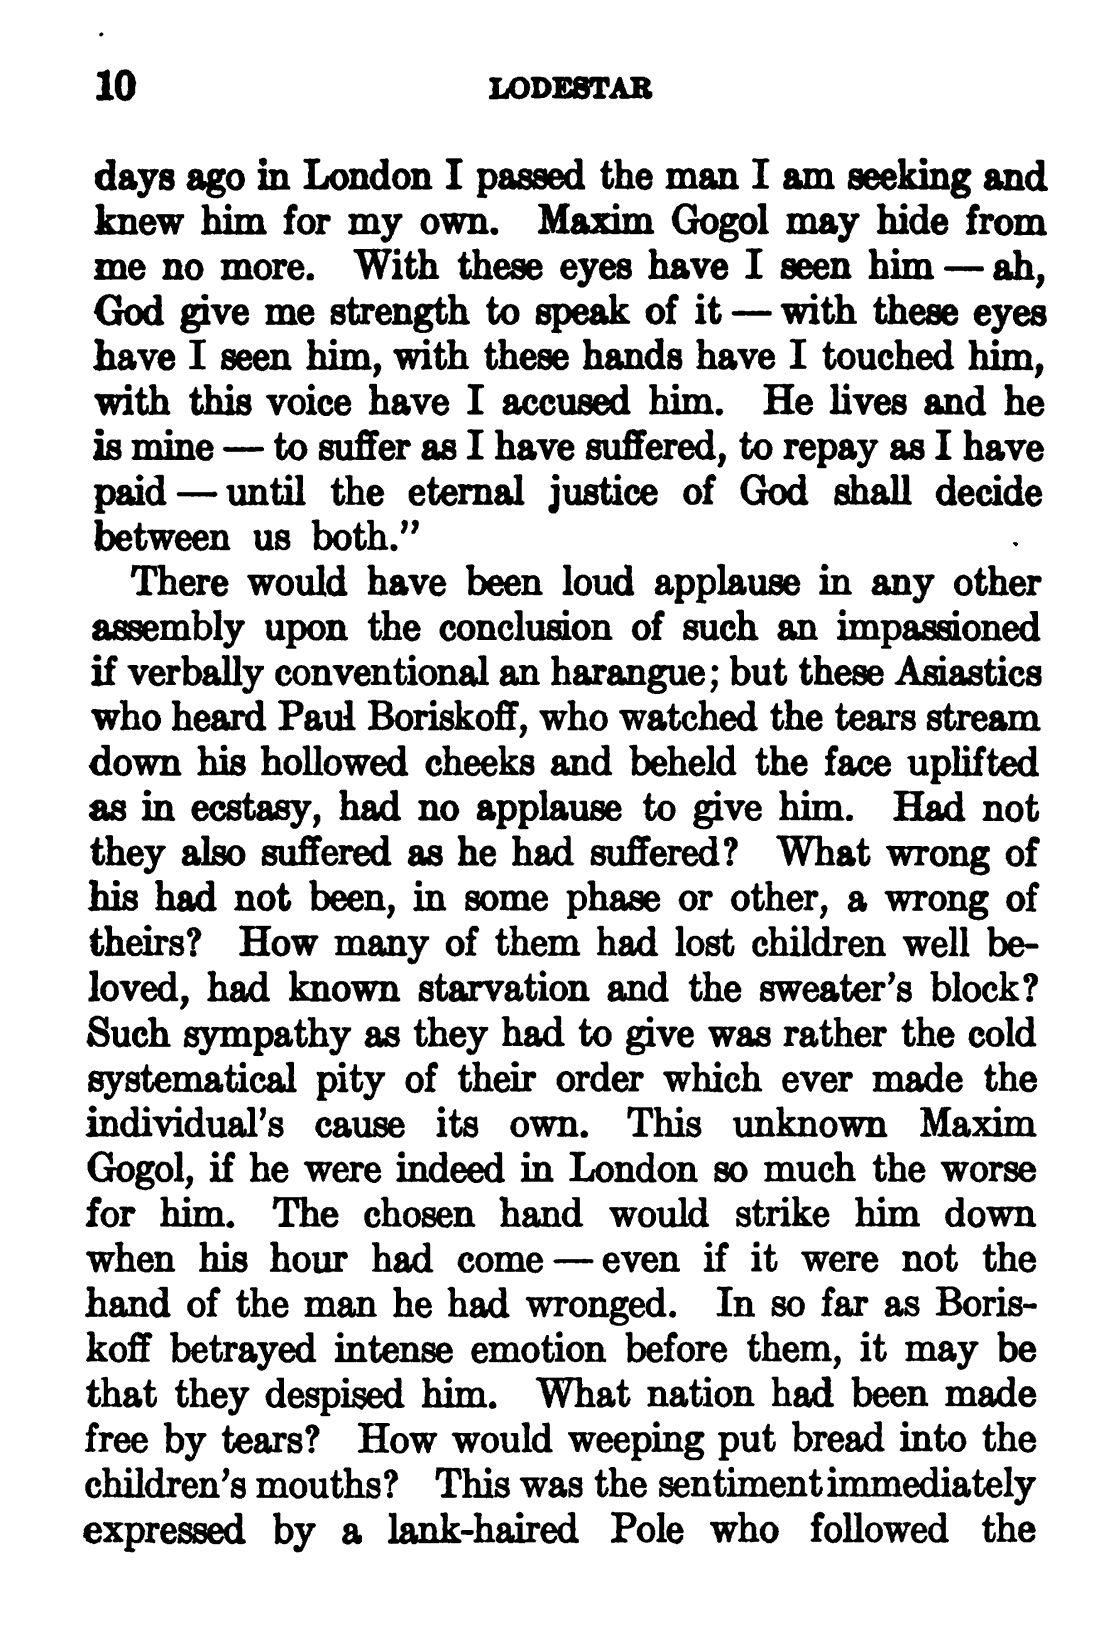 10 LODESTAR
days ago in London I passed the man I am seeking and
knew him for my own. Maxim Gogol may hide from
me no more. With these eyes have I seen him — ah,
God give me strength to speak of it — with these eyes
have I seen him, with these hands have I touched him,
with this voice have I accused him. He lives and he
is mine — to suffer as I have suffered, to repay as I have
paid — until the eternal justice of God shall decide
between us both.”
There would have been loud applause in any other
assembly upon the conclusion of such an impassioned
if verbally conventional an harangue; but these Asiastics
who heard Paul Boriskoff, who watched the tears stream
down his hollowed cheeks and beheld the face uplifted
as in ecstasy, had no applause to give him. Had not
they also suffered as he had suffered? What wrong of
his had not been, in some phase or other, a wrong of
theirs? How many of them had lost children well be-
loved, had known starvation and the sweater’s block?
Such sympathy as they had to give was rather the cold
systematical pity of their order which ever made the
individual’s cause its own. This unknown Maxim
Gogol, if he were indeed in London so much the worse
for him. The chosen hand would strike him down
when his hour had come — even if it were not the
hand of the man he had wronged. In so far as Boris-
koff betrayed intense emotion before them, it may be
that they despised him. What nation had been made
free by tears? How would weeping put bread into the
children’s mouths? This was the sentiment immediately
expressed by a lank-haired Pole who followed the